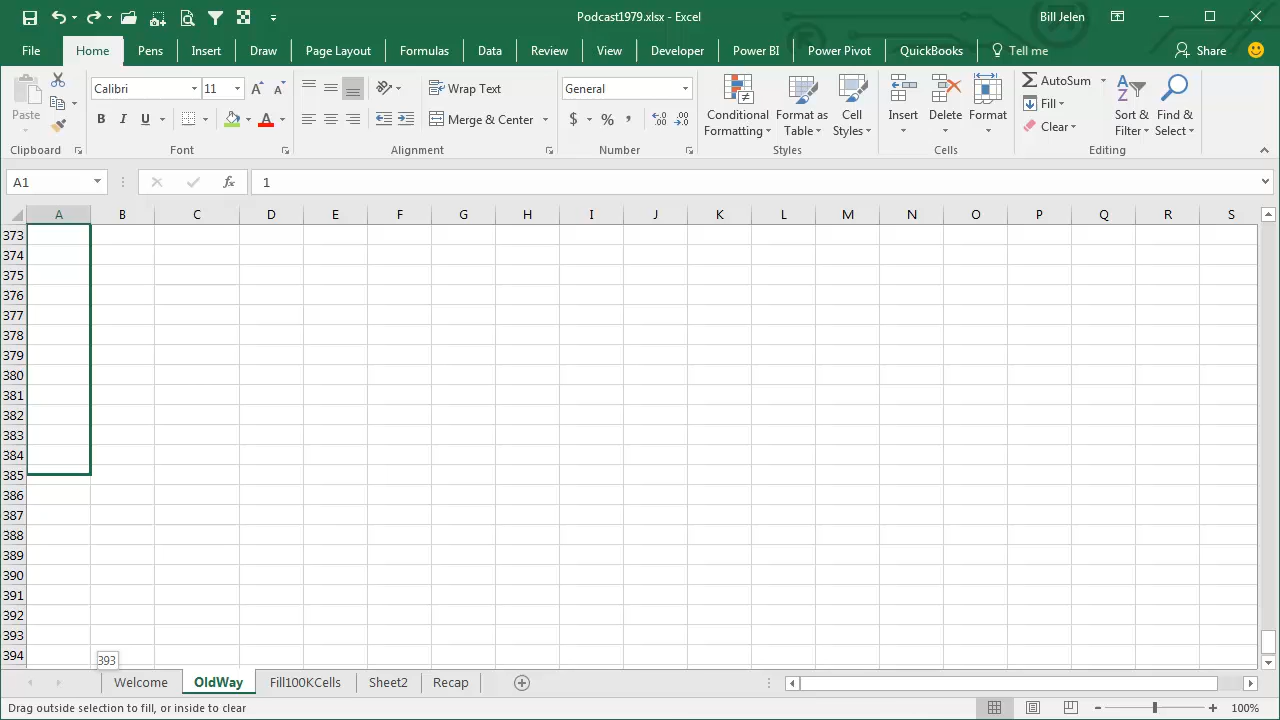 Podcast1979.xlsx - Excel
Bill Jelen
File Home Pens Insert Draw Page Layout Formulas Data Review View Developer Power BI Power Pivot QuickBooks Tell me Share
Paste
Calibri 11
Wrap Text
General
Merge & Center
$ % ,
B I U
Conditional Formatting
Format as Table
Cell Styles
Insert Delete Format
AutoSum
Fill
Clear
Sort & Filter
Find & Select
Clipboard Font Alignment Number Styles Cells Editing
A1 fx 1
A B C D E F G H I J K L M N O P Q R S
373
374
375
376
377
378
379
380
381
382
383
384
385
386
387
388
389
390
391
392
393
394
393
Welcome OldWay Fill100KCells Sheet2 Recap
Drag outside selection to fill, or inside to clear
100%